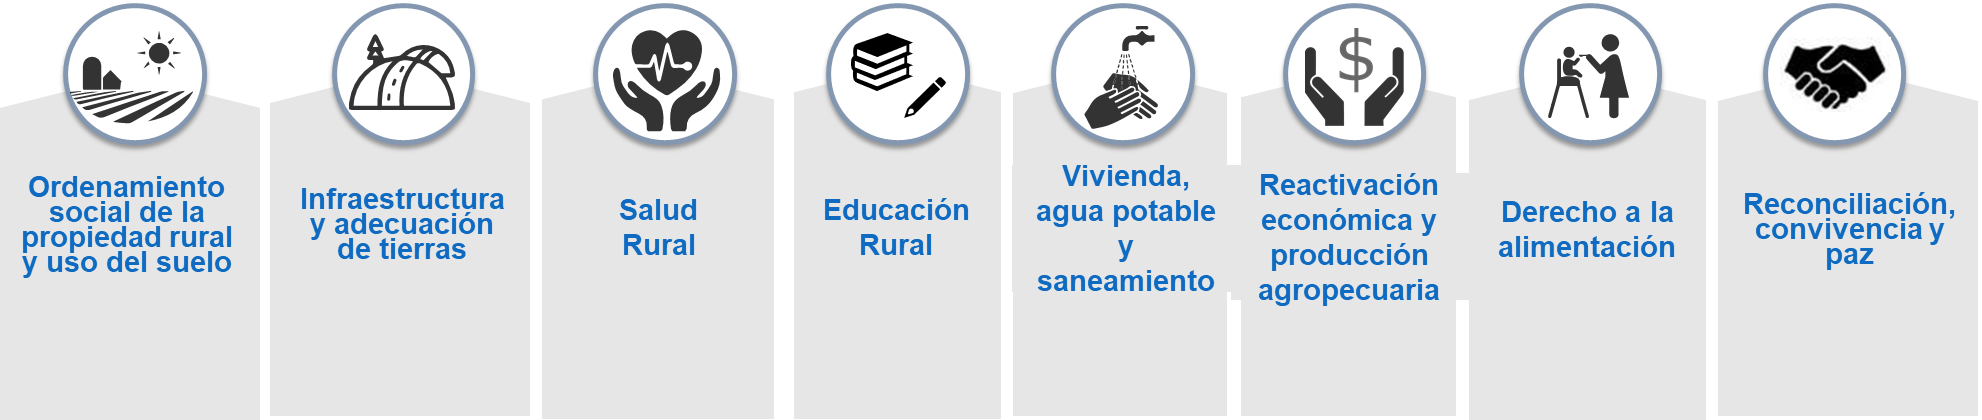 Ordenamiento
social de la
propiedad rural
y uso del suelo
Infraestructura
y adecuación
de tierras
Salud
Rural
Educación
Rural
Vivienda,
agua potable
y
saneamiento
$
Reactivación
económica y
producción
agropecuaria
Derecho a la
alimentación
Reconciliación,
convivencia y
paz